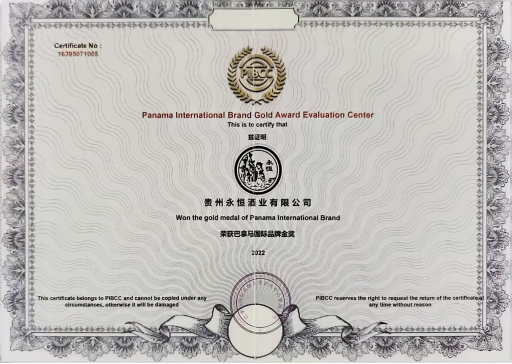 Certificate No :
16395071005
PIBCC
Panama International Brand Gold Award Evaluation Center
This is to certify that
兹证明
永恒
贵州永恒酒业有限公司
Won the gold medal of Panama International Brand
荣获巴拿马国际品牌金奖
2022
This certificate belongs to PIBCC and cannot be copied under any
circumstances, otherwise it will be damaged
PIBCC reserves the right to request the return of the certificate at
any time without reason